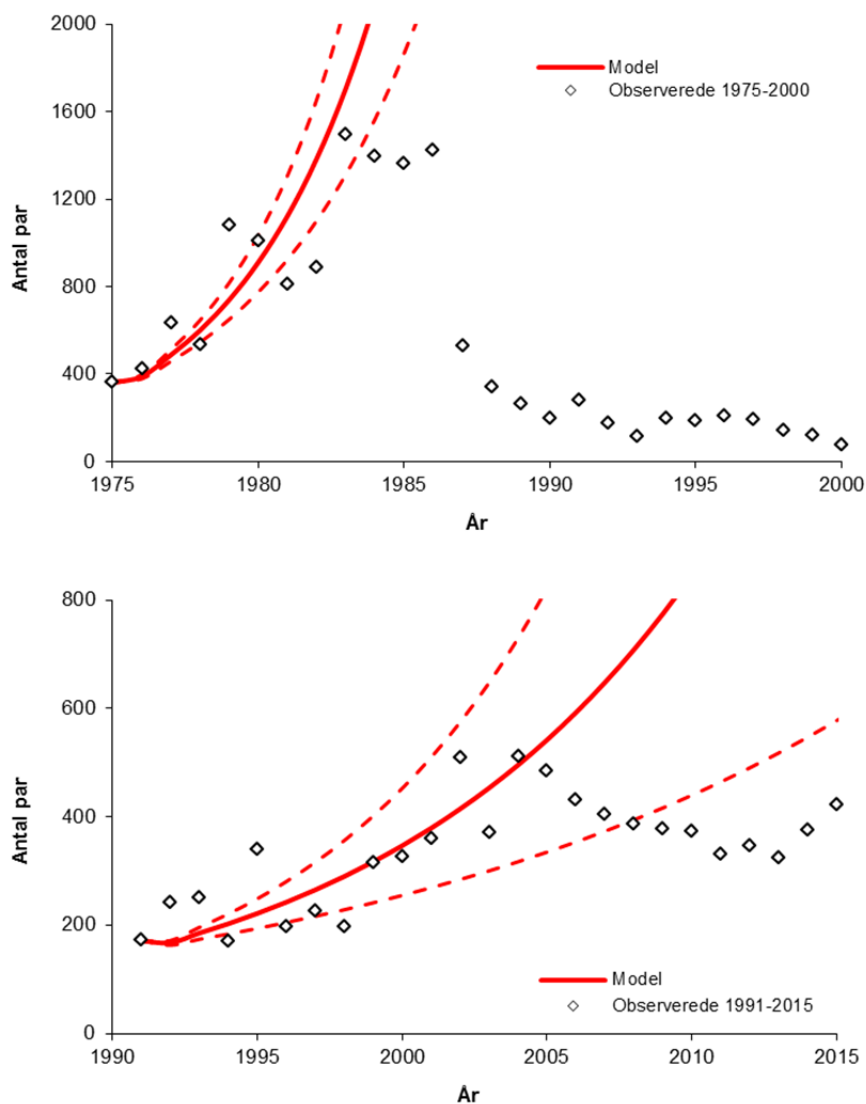 2000
1600
1200
800
400
0
Antal par
Model
Observerede 1975-2000
1975 1980 1985 1990 1995 2000
År
800
600
400
200
0
Antal par
Model
Observerede 1991-2015
1990 1995 2000 2005 2010 2015
År